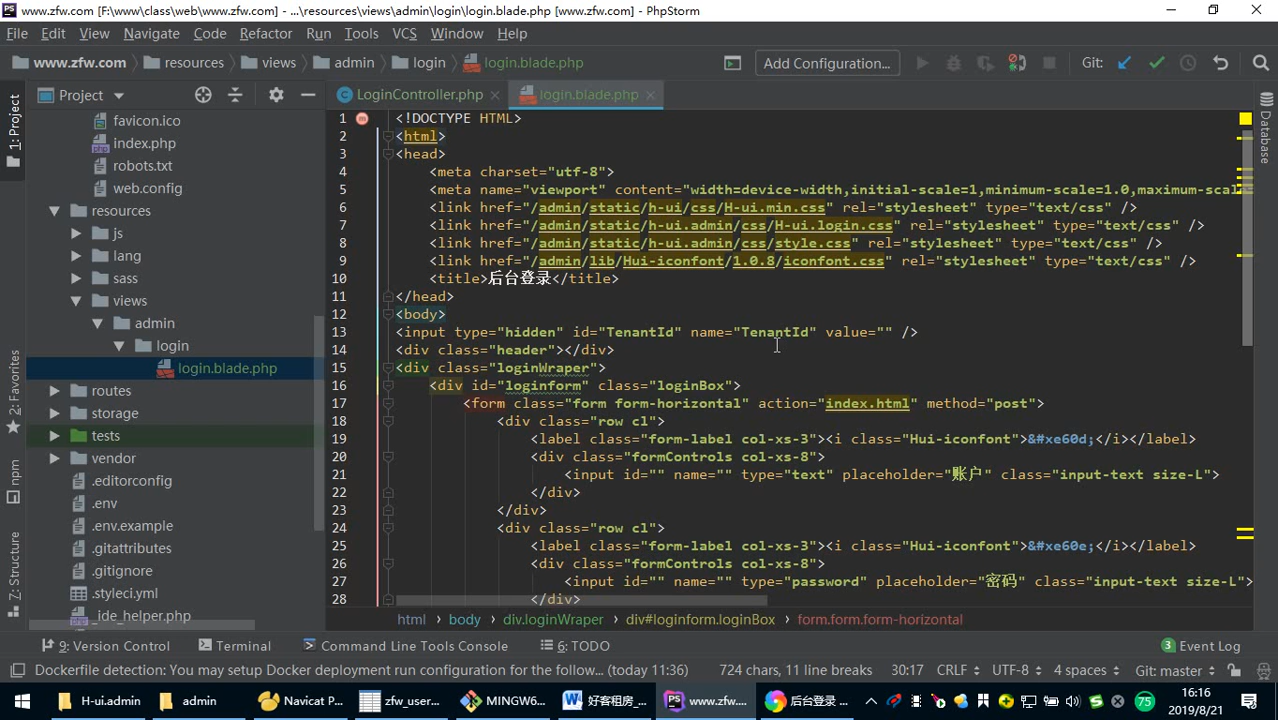 www.zfw.com [F:\www\class\web\www.zfw.com] - ...\resources\views\admin\login\login.blade.php [www.zfw.com] - PhpStorm
File Edit View Navigate Code Refactor Run Tools VCS Window Help
www.zfw.com resources views admin login login.blade.php Add Configuration... Git:
Project LoginController.php login.blade.php
1: Project
2: Favorites
npm
7: Structure
Database
favicon.ico
index.php
robots.txt
web.config
resources
js
lang
sass
views
admin
login
login.blade.php
routes
storage
tests
vendor
.editorconfig
.env
.env.example
.gitattributes
.gitignore
.styleci.yml
_ide_helper.php
1 <!DOCTYPE HTML>
2 <html>
3 <head>
4 <meta charset="utf-8">
5 <meta name="viewport" content="width=device-width,initial-scale=1,minimum-scale=1.0,maximum-scale=
6 <link href="/admin/static/h-ui/css/H-ui.min.css" rel="stylesheet" type="text/css" />
7 <link href="/admin/static/h-ui.admin/css/H-ui.login.css" rel="stylesheet" type="text/css" />
8 <link href="/admin/static/h-ui.admin/css/style.css" rel="stylesheet" type="text/css" />
9 <link href="/admin/lib/Hui-iconfont/1.0.8/iconfont.css" rel="stylesheet" type="text/css" />
10 <title>后台登录</title>
11 </head>
12 <body>
13 <input type="hidden" id="TenantId" name="TenantId" value="" />
14 <div class="header"></div>
15 <div class="loginWraper">
16 <div id="loginform" class="loginBox">
17 <form class="form form-horizontal" action="index.html" method="post">
18 <div class="row cl">
19 <label class="form-label col-xs-3"><i class="Hui-iconfont">&#xe60d;</i></label>
20 <div class="formControls col-xs-8">
21 <input id="" name="" type="text" placeholder="账户" class="input-text size-L">
22 </div>
23 </div>
24 <div class="row cl">
25 <label class="form-label col-xs-3"><i class="Hui-iconfont">&#xe60e;</i></label>
26 <div class="formControls col-xs-8">
27 <input id="" name="" type="password" placeholder="密码" class="input-text size-L">
28 </div>
html body div.loginWraper div#loginform.loginBox form.form.form-horizontal
9: Version Control Terminal Command Line Tools Console 6: TODO 3 Event Log
Dockerfile detection: You may setup Docker deployment run configuration for the follow... (today 11:36) 724 chars, 11 line breaks 30:17 CRLF UTF-8 4 spaces Git: master
H-ui.admin admin Navicat P... zfw_user... MINGW6... 好客租房_... www.zfw.... 后台登录 ... 75 16:16
2019/8/21